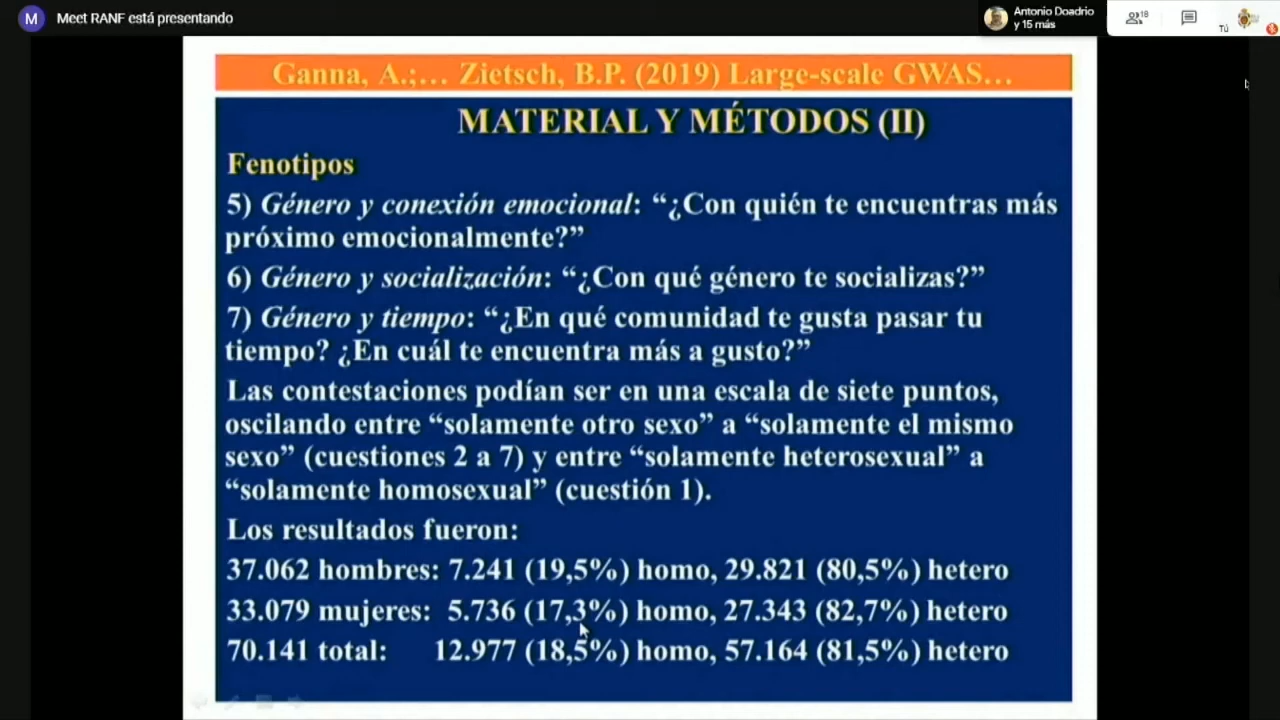 M Meet RANF está presentando
Antonio Doadrio
y 15 más
18
Tú
Ganna, A.;… Zietsch, B.P. (2019) Large-scale GWAS…
MATERIAL Y MÉTODOS (II)
Fenotipos
5) Género y conexión emocional: “¿Con quién te encuentras más
próximo emocionalmente?”
6) Género y socialización: “¿Con qué género te socializas?”
7) Género y tiempo: “¿En qué comunidad te gusta pasar tu
tiempo? ¿En cuál te encuentra más a gusto?”
Las contestaciones podían ser en una escala de siete puntos,
oscilando entre “solamente otro sexo” a “solamente el mismo
sexo” (cuestiones 2 a 7) y entre “solamente heterosexual” a
“solamente homosexual” (cuestión 1).
Los resultados fueron:
37.062 hombres: 7.241 (19,5%) homo, 29.821 (80,5%) hetero
33.079 mujeres: 5.736 (17,3%) homo, 27.343 (82,7%) hetero
70.141 total: 12.977 (18,5%) homo, 57.164 (81,5%) hetero